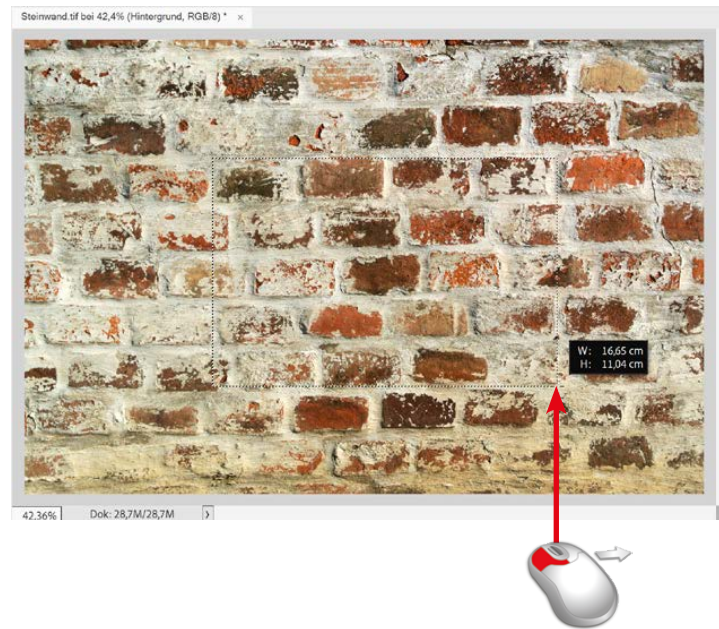 Steinwand.tif bei 42,4% (Hintergrund, RGB/8) * ×
W: 16,65 cm
H: 11,04 cm
42,36% Dok: 28,7M/28,7M >